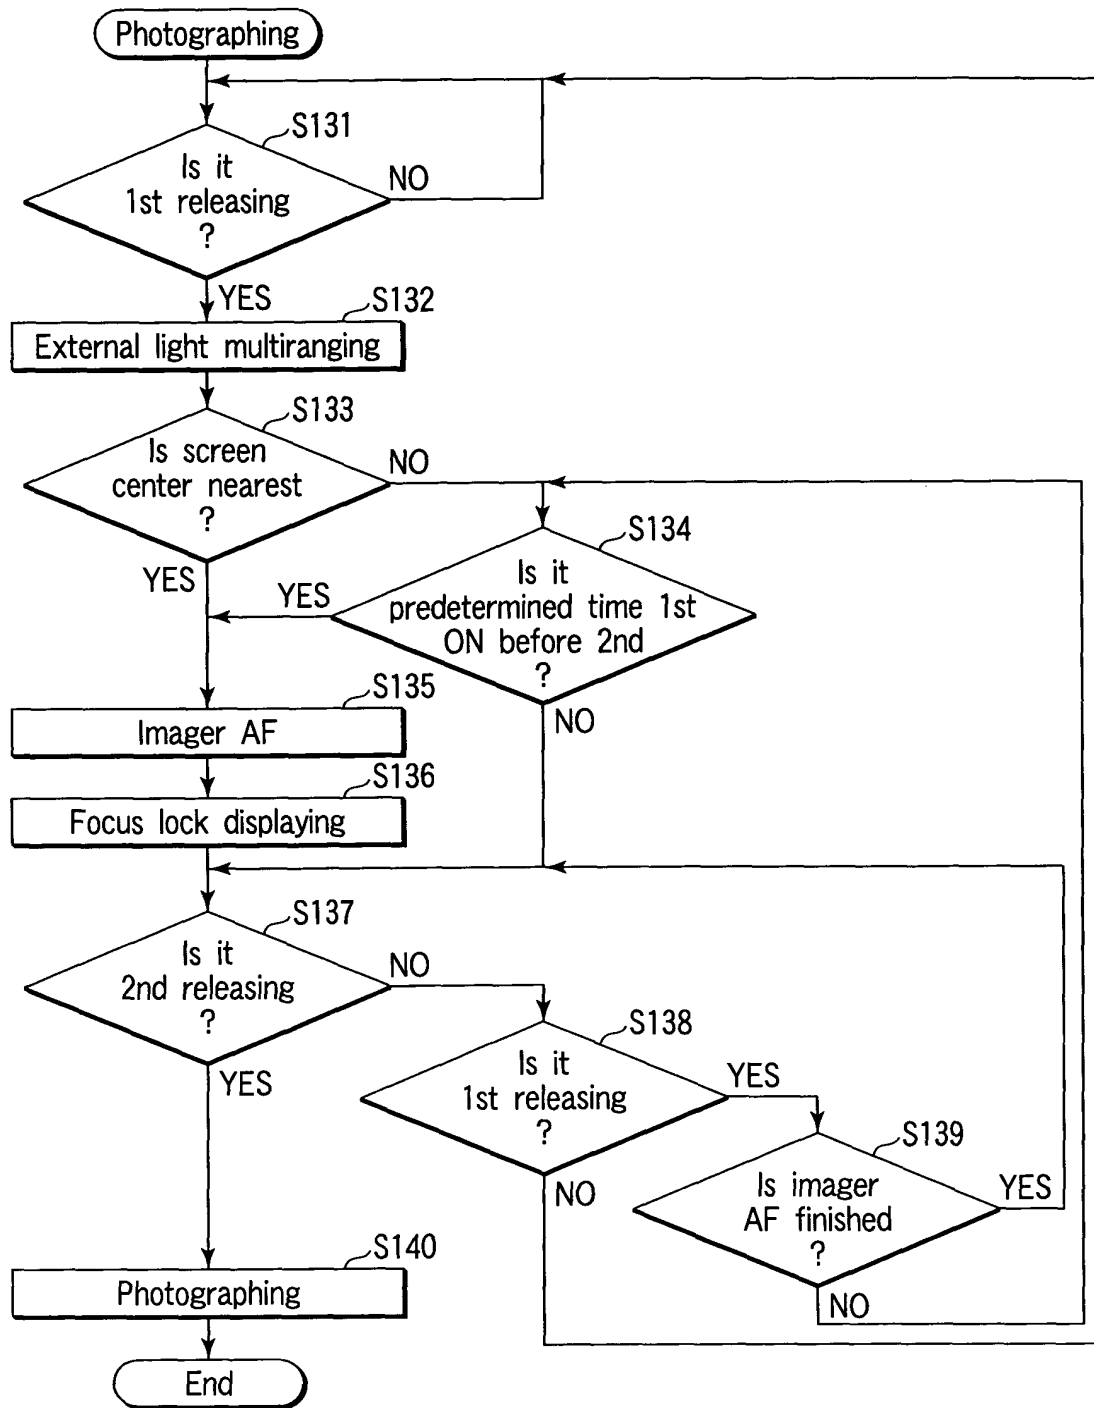 Photographing
S131
Is it
1st releasing
?
NO
YES
S132
External light multiranging
S133
Is screen
center nearest
?
NO
YES
S134
Is it
predetermined time 1st
ON before 2nd
?
YES
NO
S135
Imager AF
S136
Focus lock displaying
S137
Is it
2nd releasing
?
NO
YES
S138
Is it
1st releasing
?
YES
NO
S139
Is imager
AF finished
?
YES
NO
S140
Photographing
End